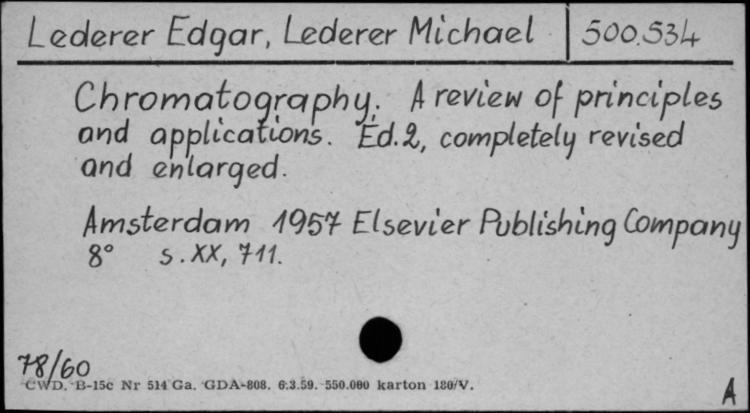 Lederer Edgar, Lederer Michael 500.534
Chromatography. A review of principles
and applications. Ed.2, completely revised
and enlarged.
Amsterdam 1957 Elsevier Publishing Company
8° s.XX, 711.
78/60
CWD. B-15c Nr 514 Ga. GDA-808. 6.3.59. 550.000 karton 180/V.
A